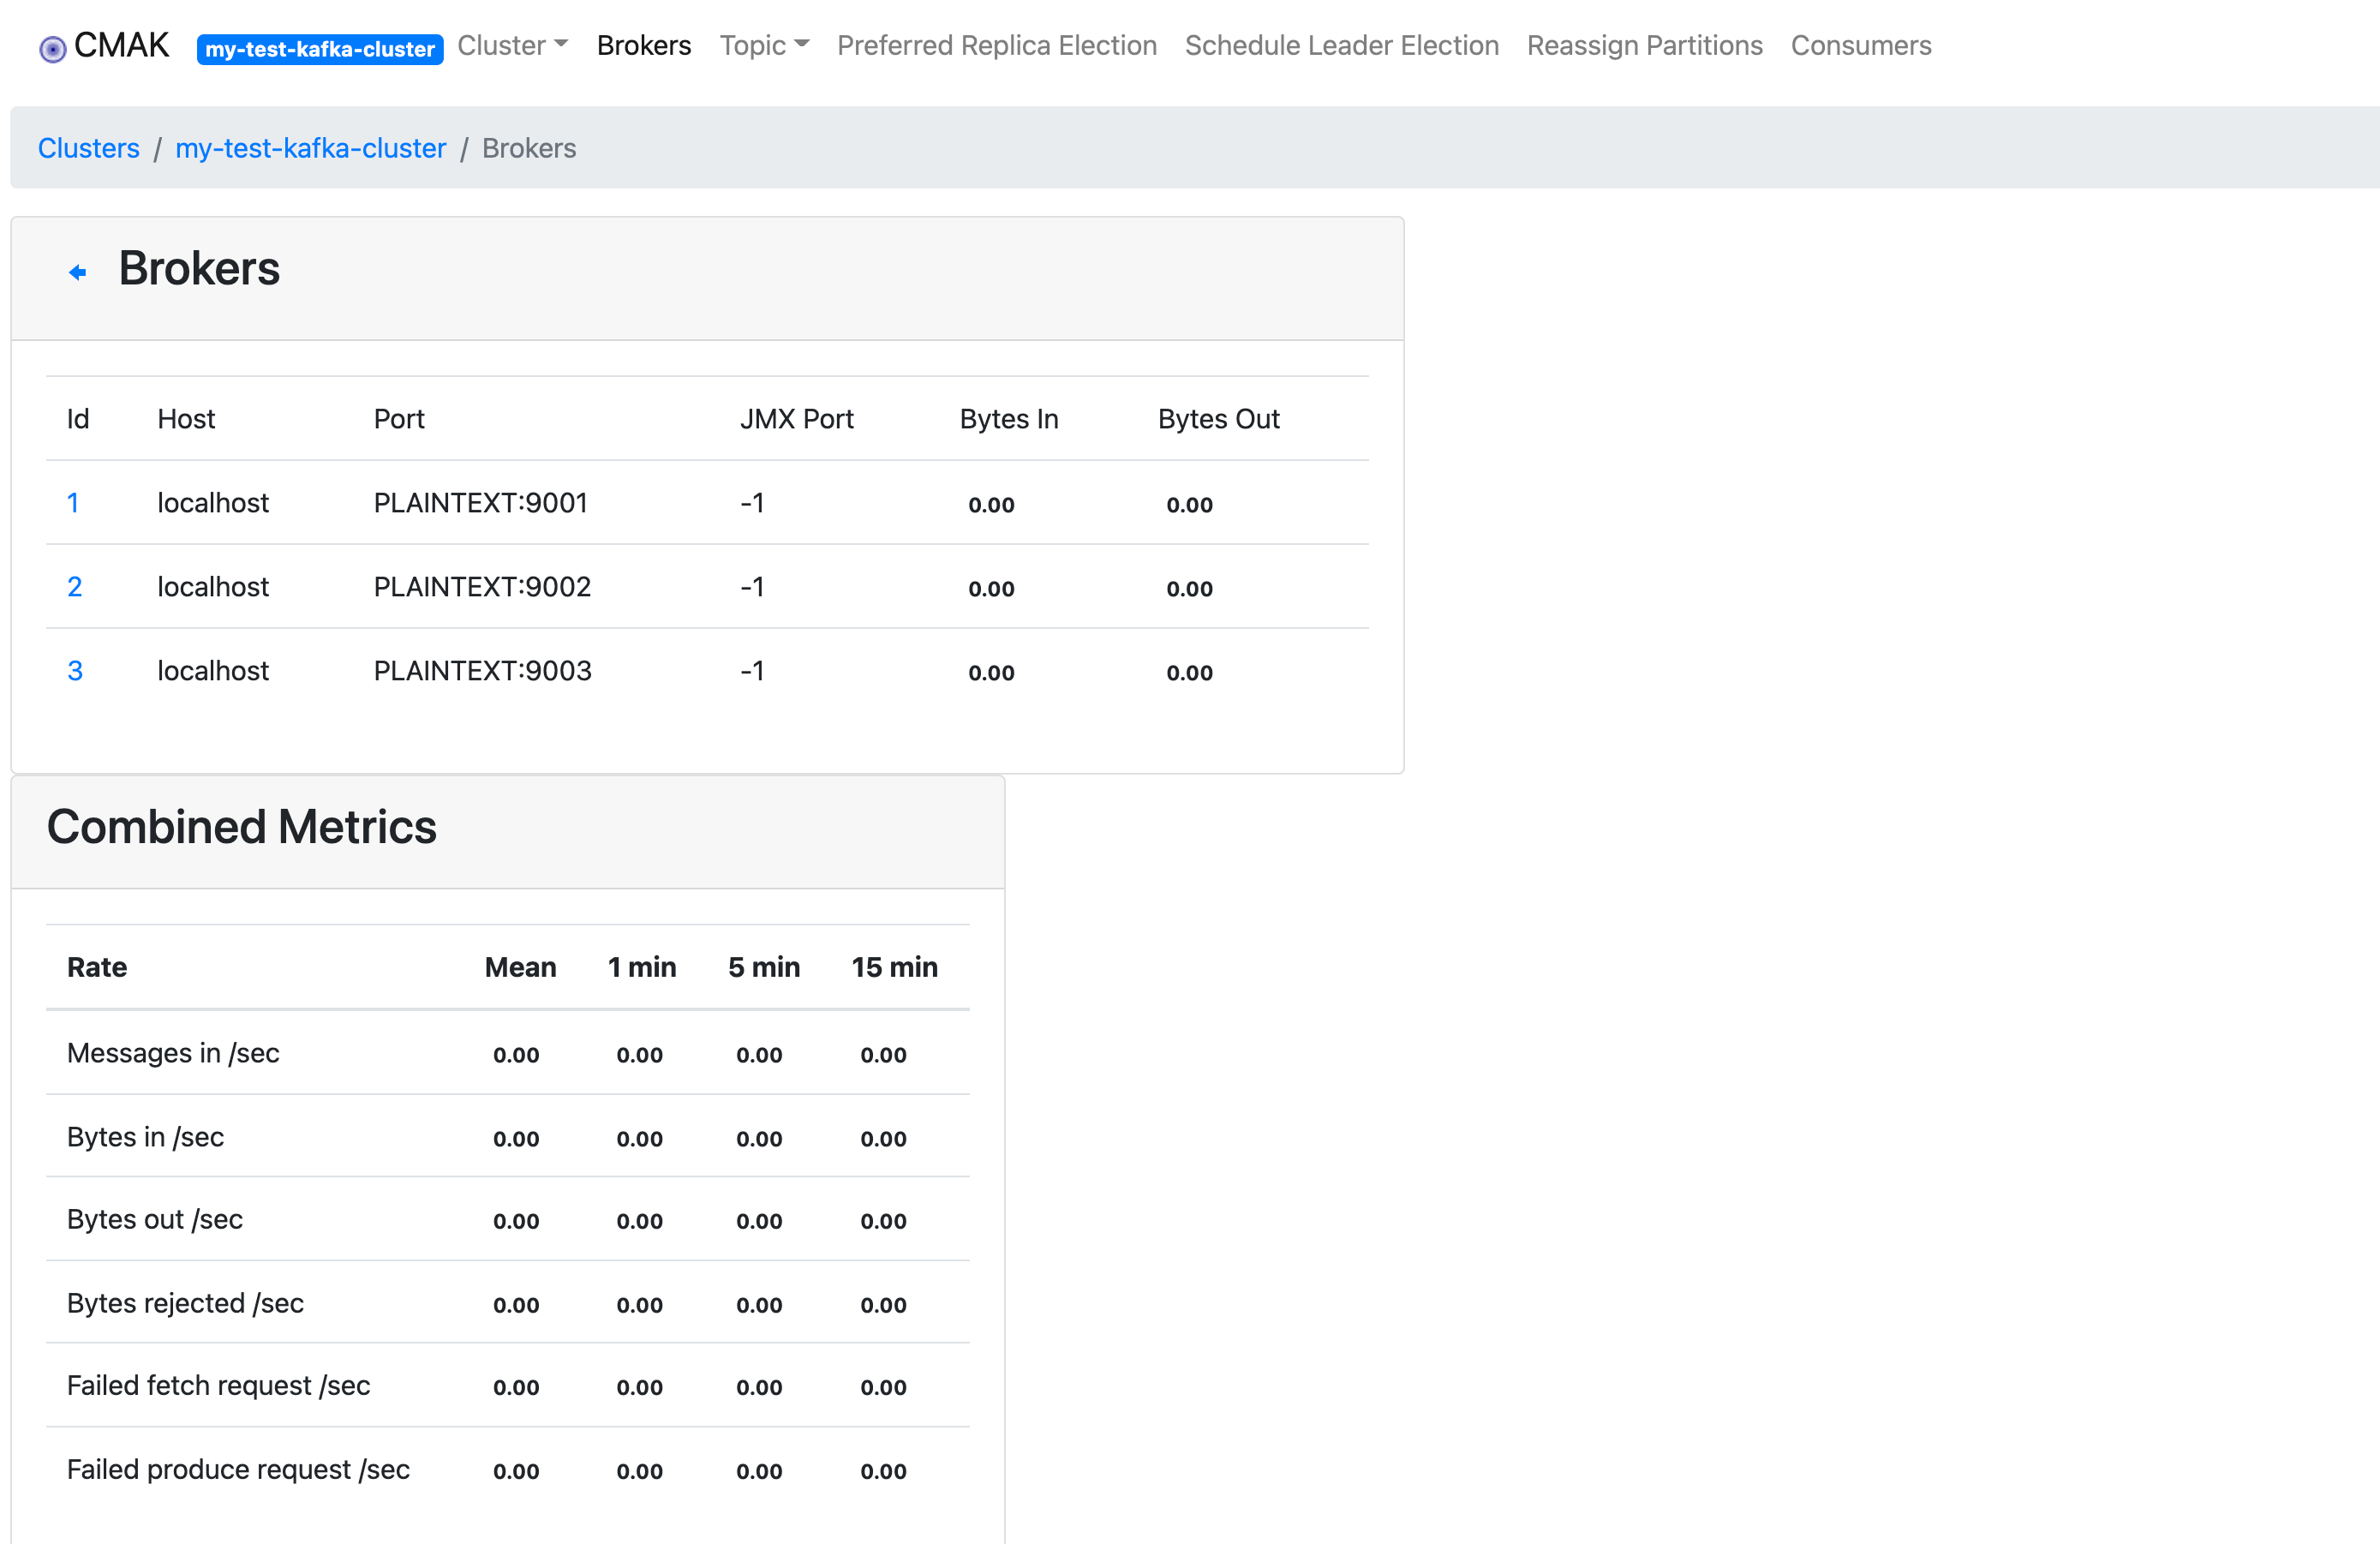 CMAK my-test-kafka-cluster Cluster Brokers Topic Preferred Replica Election Schedule Leader Election Reassign Partitions Consumers
Clusters / my-test-kafka-cluster / Brokers
Brokers
Id Host Port JMX Port Bytes In Bytes Out
1 localhost PLAINTEXT:9001 -1 0.00 0.00
2 localhost PLAINTEXT:9002 -1 0.00 0.00
3 localhost PLAINTEXT:9003 -1 0.00 0.00
Combined Metrics
Rate Mean 1 min 5 min 15 min
Messages in /sec 0.00 0.00 0.00 0.00
Bytes in /sec 0.00 0.00 0.00 0.00
Bytes out /sec 0.00 0.00 0.00 0.00
Bytes rejected /sec 0.00 0.00 0.00 0.00
Failed fetch request /sec 0.00 0.00 0.00 0.00
Failed produce request /sec 0.00 0.00 0.00 0.00